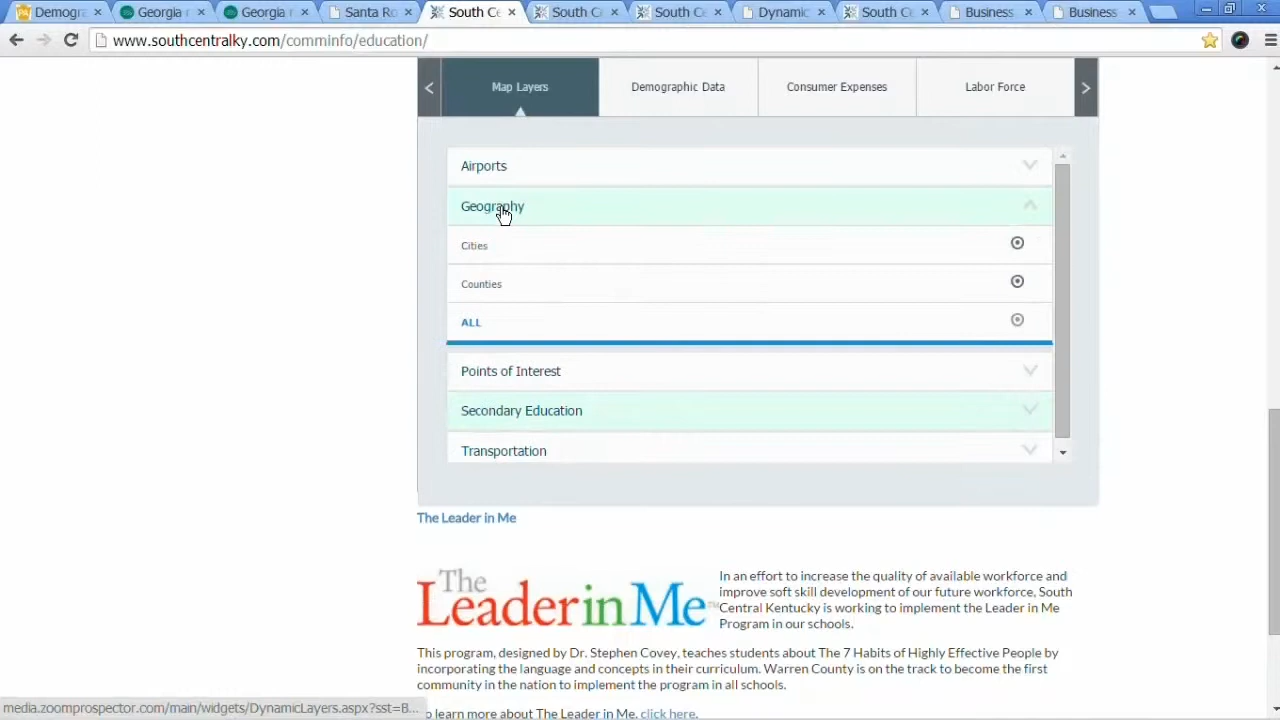 Demogra
Georgia r
Georgia r
Santa Ro
South Ce
South Ce
South Ce
Dynamic
South Ce
Business
Business
www.southcentralky.com/comminfo/education/
Map Layers
Demographic Data
Consumer Expenses
Labor Force
Airports
Geography
Cities
Counties
ALL
Points of Interest
Secondary Education
Transportation
The Leader in Me
The
Leader in Me™
In an effort to increase the quality of available workforce and
improve soft skill development of our future workforce, South
Central Kentucky is working to implement the Leader in Me
Program in our schools.
This program, designed by Dr. Stephen Covey, teaches students about The 7 Habits of Highly Effective People by
incorporating the language and concepts in their curriculum. Warren County is on the track to become the first
community in the nation to implement the program in all schools.
media.zoomprospector.com/main/widgets/DynamicLayers.aspx?sst=B...
o learn more about The Leader in Me, click here.